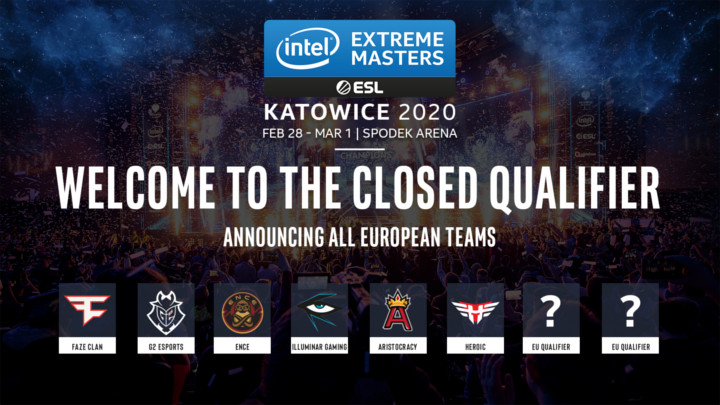 intel
EXTREME
MASTERS
ESL
KATOWICE 2020
FEB 28 - MAR 1 | SPODEK ARENA
WELCOME TO THE CLOSED QUALIFIER
ANNOUNCING ALL EUROPEAN TEAMS
ENCE
A
? ?
FAZE CLAN G2 ESPORTS ENCE ILLUMINAR GAMING ARISTOCRACY HEROIC EU QUALIFIER EU QUALIFIER